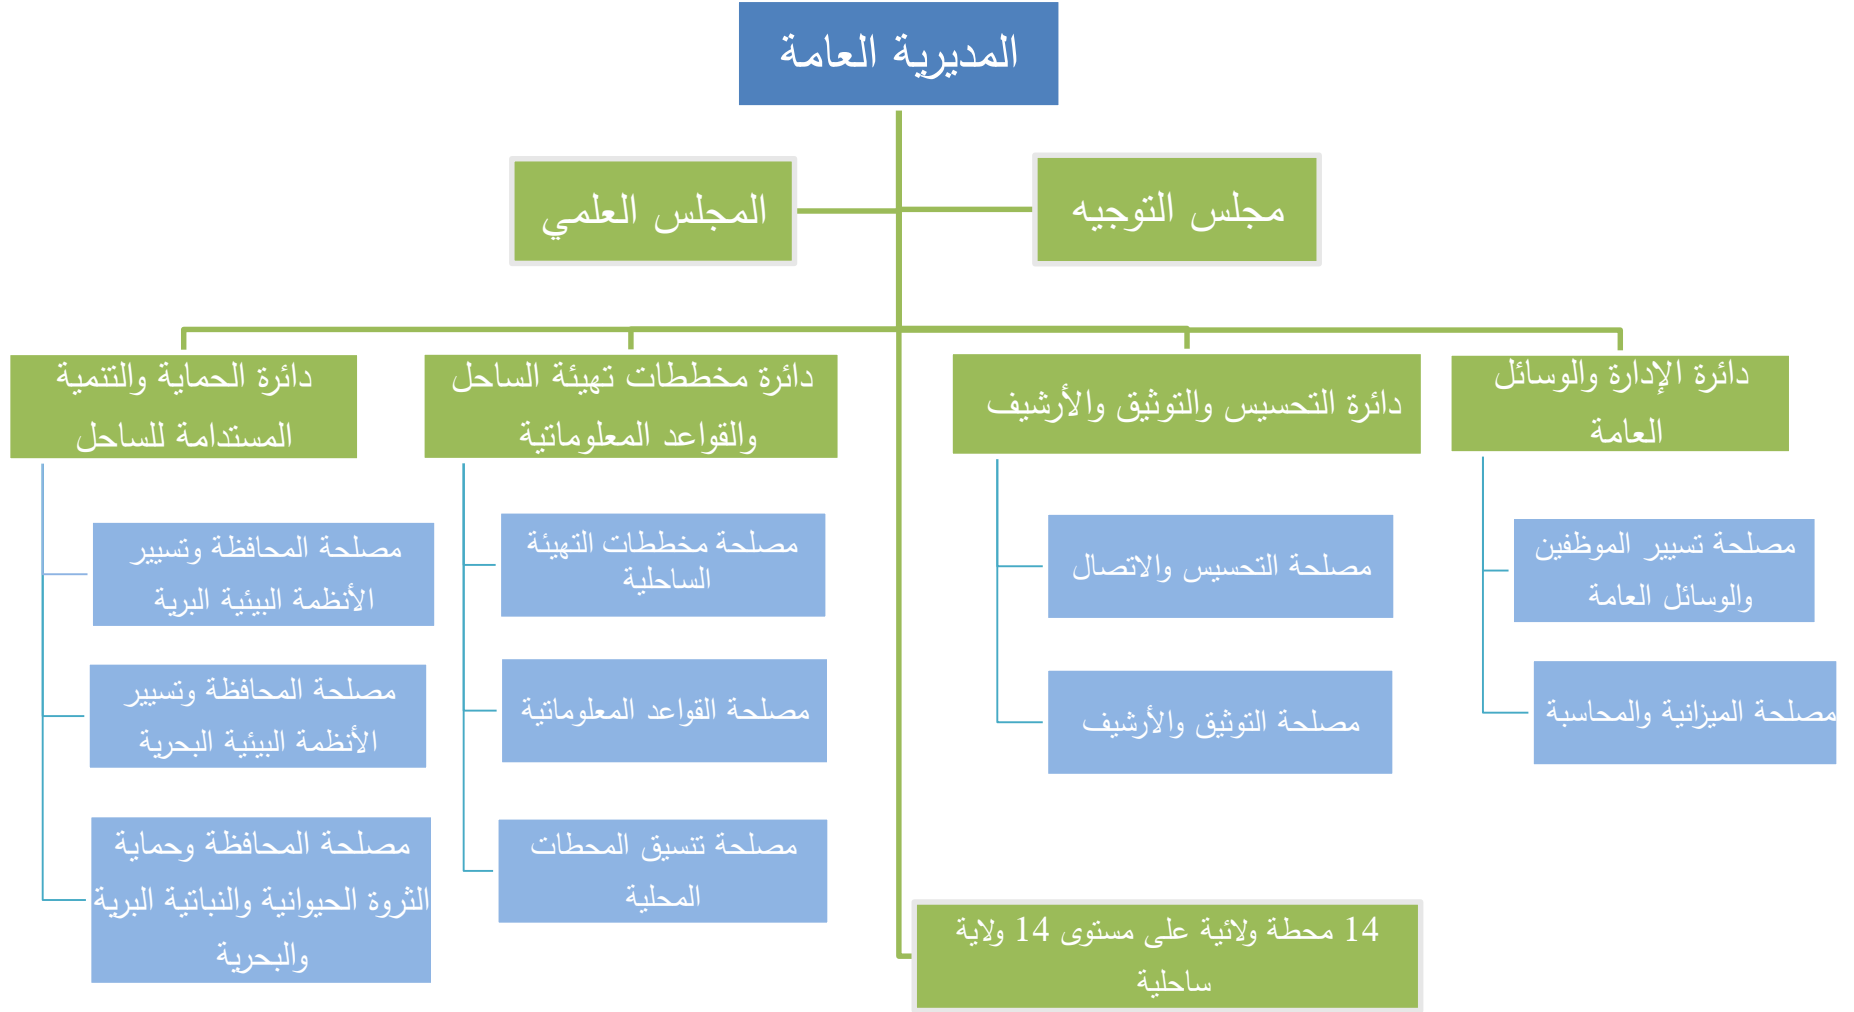 المديرية العامة
مجلس التوجيه
المجلس العلمي
دائرة الإدارة والوسائل
العامة
مصلحة تسيير الموظفين
والوسائل العامة
مصلحة الميزانية والمحاسبة
دائرة التحسيس والتوثيق والأرشيف
مصلحة التحسيس والاتصال
مصلحة التوثيق والأرشيف
دائرة مخططات تهيئة الساحل
والقواعد المعلوماتية
مصلحة مخططات التهيئة
الساحلية
مصلحة القواعد المعلوماتية
مصلحة تنسيق المحطات
المحلية
دائرة الحماية والتنمية
المستدامة للساحل
مصلحة المحافظة وتسيير
الأنظمة البيئية البرية
مصلحة المحافظة وتسيير
الأنظمة البيئية البحرية
مصلحة المحافظة وحماية
الثروة الحيوانية والنباتية البرية
والبحرية
14 محطة ولائية على مستوى 14 ولاية
ساحلية